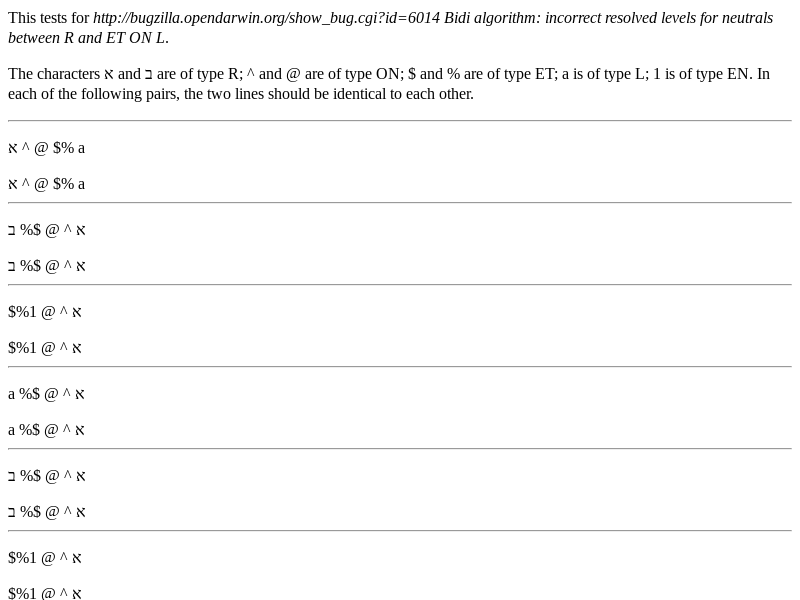 This tests for http://bugzilla.opendarwin.org/show_bug.cgi?id=6014 Bidi algorithm: incorrect resolved levels for neutrals
between R and ET ON L.
The characters א and ב are of type R; ^ and @ are of type ON; $ and % are of type ET; a is of type L; 1 is of type EN. In
each of the following pairs, the two lines should be identical to each other.
א ^ @ $% a
א ^ @ $% a
א ^ @ $% ב
א ^ @ $% ב
א ^ @ $%1
א ^ @ $%1
א ^ @ $% a
א ^ @ $% a
א ^ @ $% ב
א ^ @ $% ב
א ^ @ $%1
א ^ @ $%1